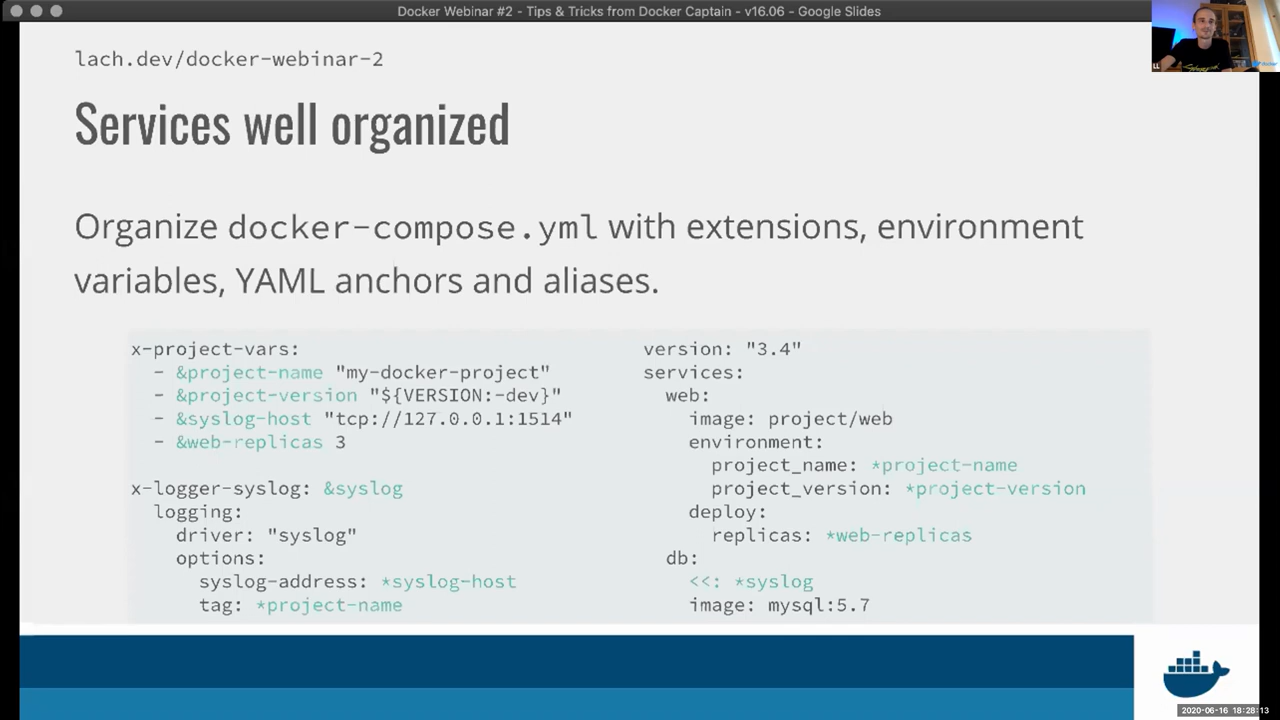 Docker Webinar #2 - Tips & Tricks from Docker Captain - v16.06 - Google Slides
lach.dev/docker-webinar-2
Services well organized
Organize docker-compose.yml with extensions, environment
variables, YAML anchors and aliases.
x-project-vars:
- &project-name "my-docker-project"
- &project-version "${VERSION:-dev}"
- &syslog-host "tcp://127.0.0.1:1514"
- &web-replicas 3
x-logger-syslog: &syslog
logging:
driver: "syslog"
options:
syslog-address: *syslog-host
tag: *project-name
version: "3.4"
services:
web:
image: project/web
environment:
project_name: *project-name
project_version: *project-version
deploy:
replicas: *web-replicas
db:
<<: *syslog
image: mysql:5.7
2020-06-16 18:28:13